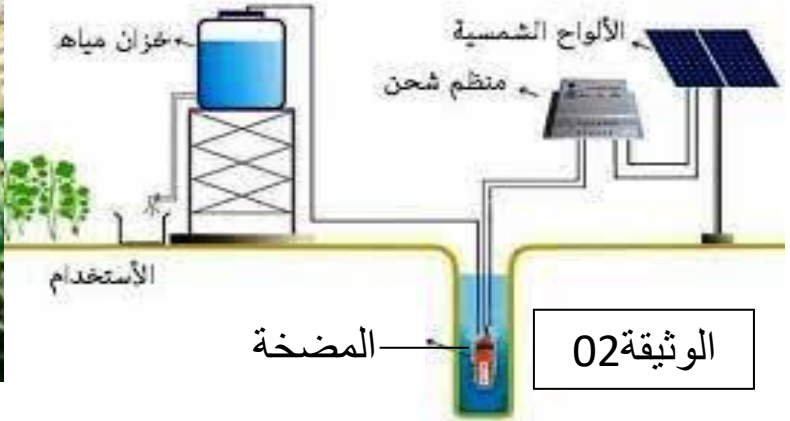 الألواح الشمسية
خزان مياه
منظم شحن
الأستخدام
المضخة
الوثيقة02